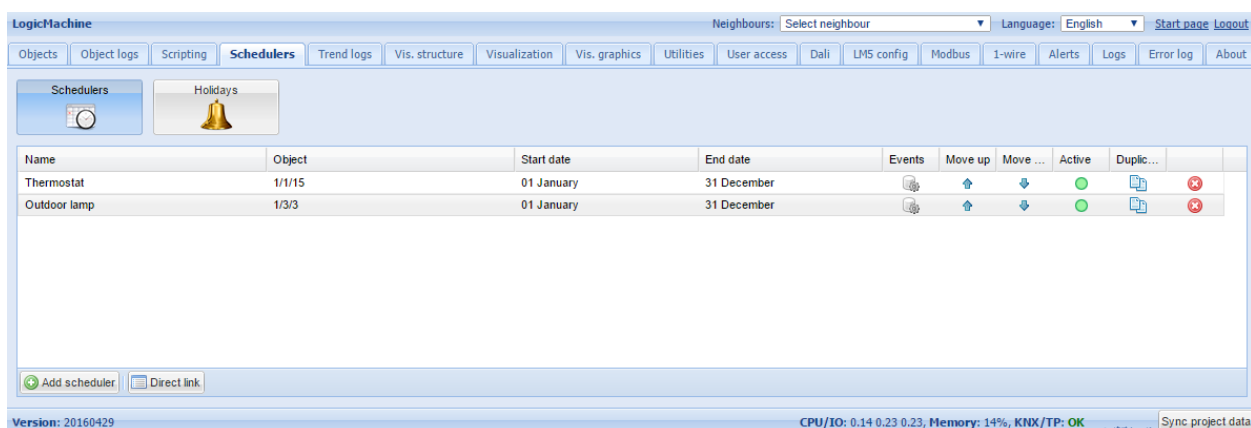 LogicMachine Neighbours: Select neighbour Language: English Start page Logout
Objects Object logs Scripting Schedulers Trend logs Vis. structure Visualization Vis. graphics Utilities User access Dali LM5 config Modbus 1-wire Alerts Logs Error log About
Schedulers Holidays
Name Object Start date End date Events Move up Move ... Active Duplic...
Thermostat 1/1/15 01 January 31 December
Outdoor lamp 1/3/3 01 January 31 December
Add scheduler Direct link
Version: 20160429 CPU/IO: 0.14 0.23 0.23, Memory: 14%, KNX/TP: OK Sync project data